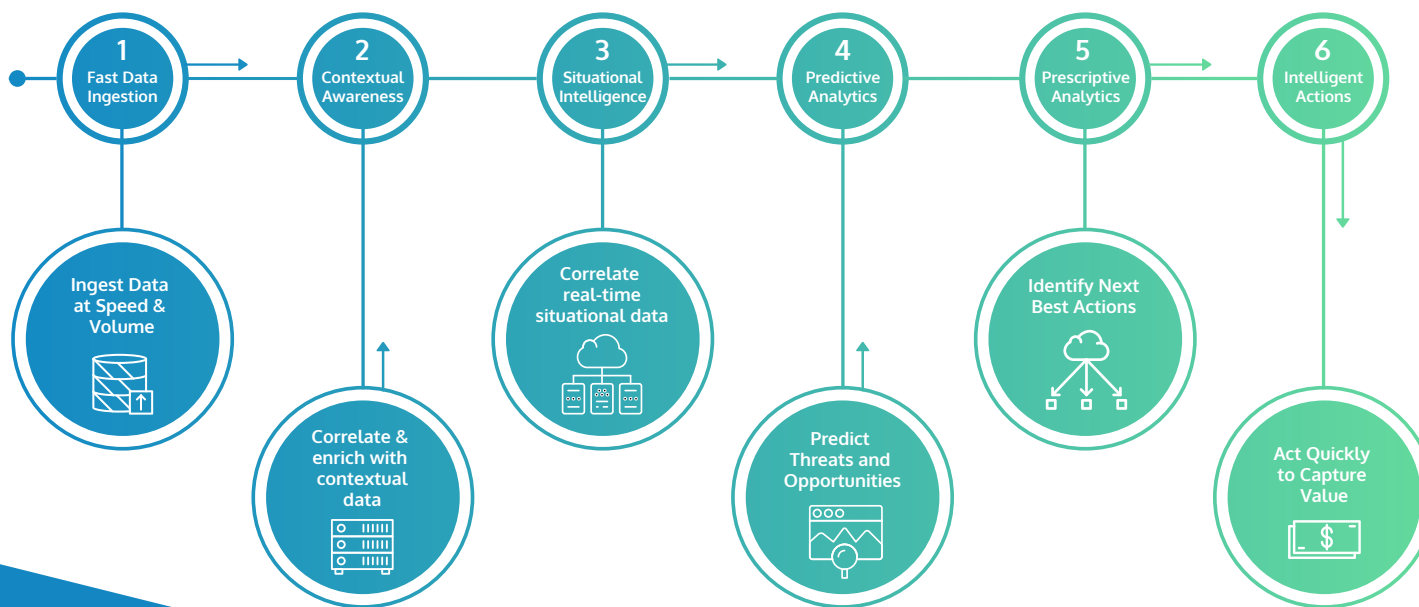 1
Fast Data
Ingestion
2
Contextual
Awareness
3
Situational
Intelligence
4
Predictive
Analytics
5
Prescriptive
Analytics
6
Intelligent
Actions
Ingest Data
at Speed &
Volume
Correlate &
enrich with
contextual
data
Correlate
real-time
situational data
Predict
Threats and
Opportunities
Identify Next
Best Actions
Act Quickly
to Capture
Value
$